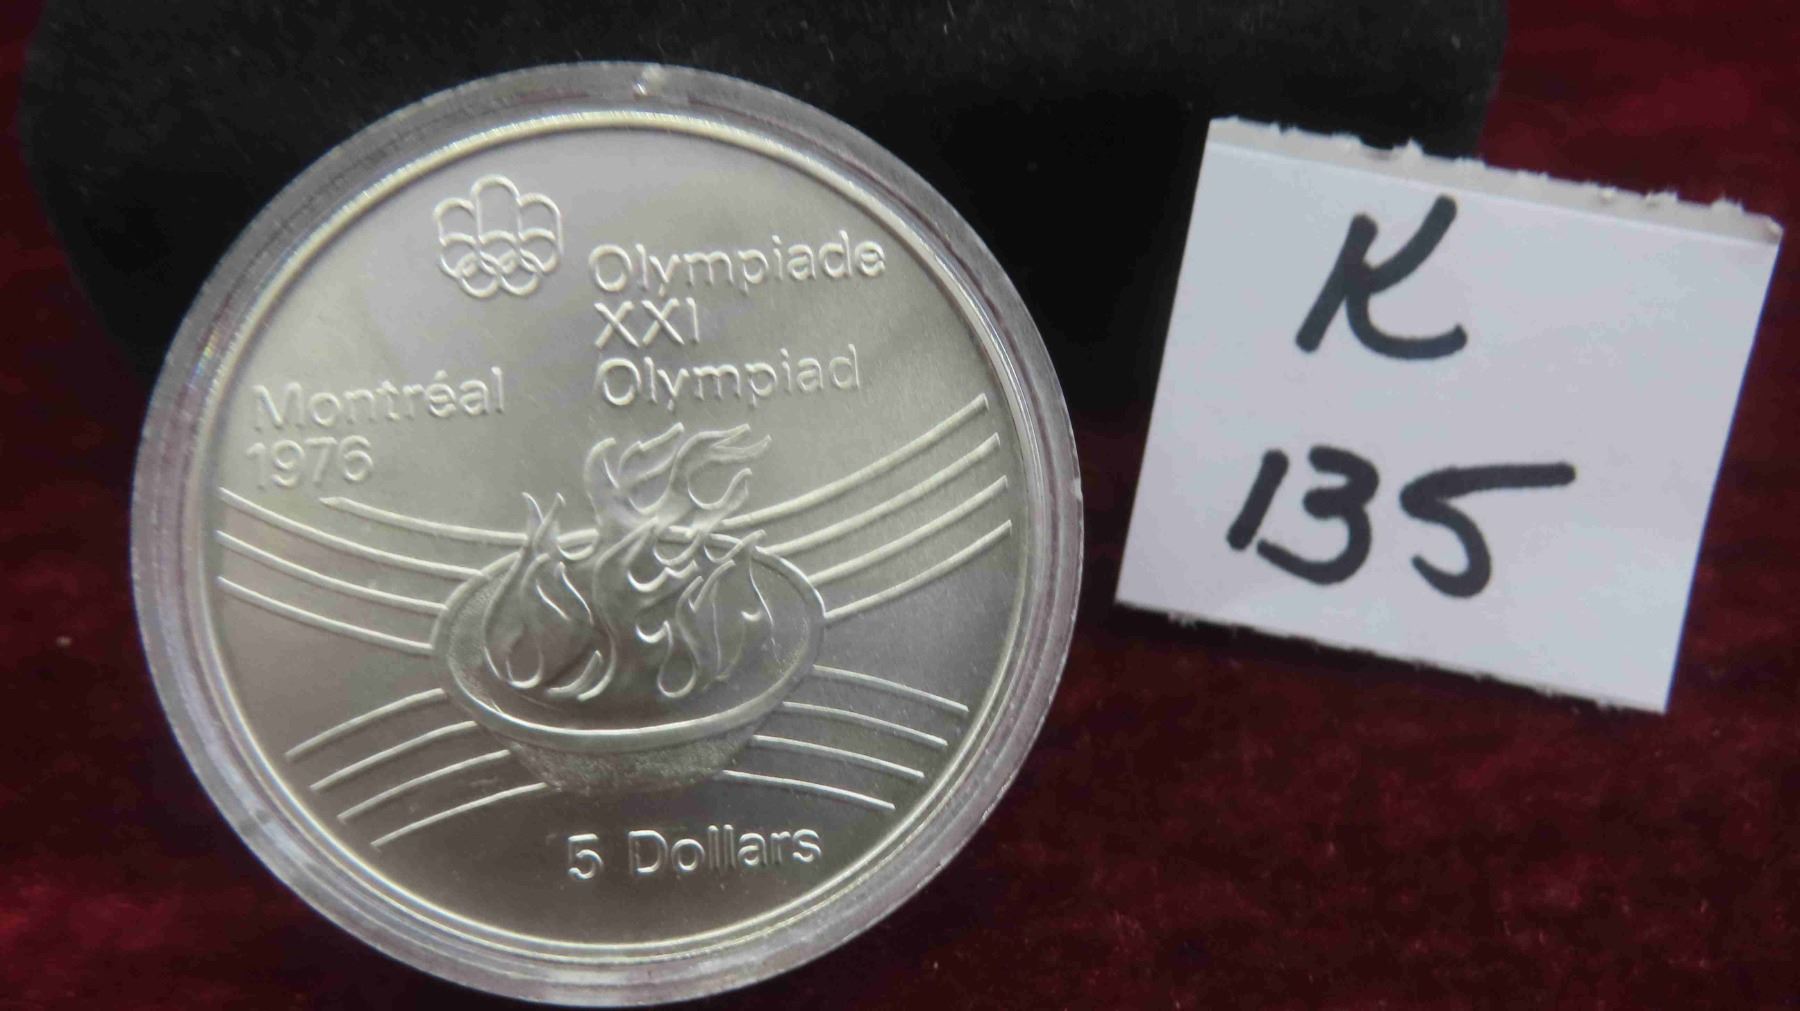 Olympiade
XXI
Olympiad
Montréal
1976
5 Dollars
K
135